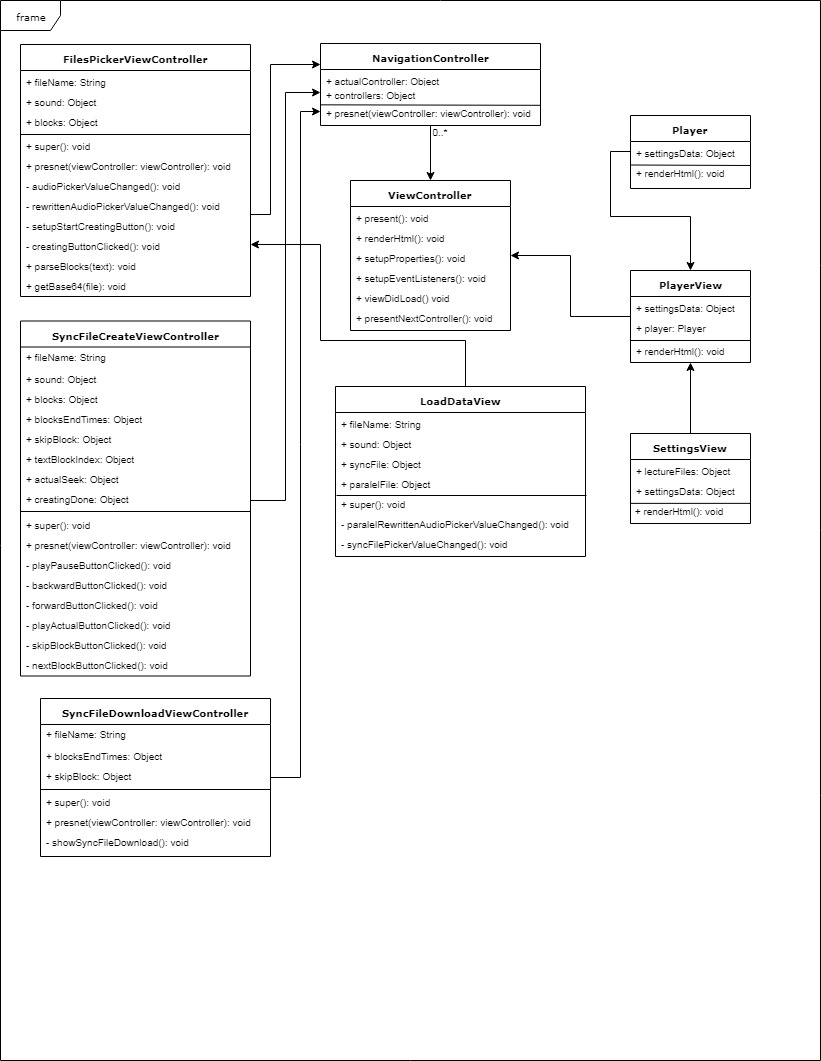 frame
FilesPickerViewController
+ fileName: String
+ sound: Object
+ blocks: Object
+ super(): void
+ presnet(viewController: viewController): void
- audioPickerValueChanged(): void
- rewrittenAudioPickerValueChanged(): void
- setupStartCreatingButton(): void
- creatingButtonClicked(): void
+ parseBlocks(text): void
+ getBase64(file): void
NavigationController
+ actualController: Object
+ controllers: Object
+ presnet(viewController: viewController): void
0..*
ViewController
+ present(): void
+ renderHtml(): void
+ setupProperties(): void
+ setupEventListeners(): void
+ viewDidLoad() void
+ presentNextController(): void
Player
+ settingsData: Object
+ renderHtml(): void
PlayerView
+ settingsData: Object
+ player: Player
+ renderHtml(): void
SyncFileCreateViewController
+ fileName: String
+ sound: Object
+ blocks: Object
+ blocksEndTimes: Object
+ skipBlock: Object
+ textBlockIndex: Object
+ actualSeek: Object
+ creatingDone: Object
+ super(): void
+ presnet(viewController: viewController): void
- playPauseButtonClicked(): void
- backwardButtonClicked(): void
- forwardButtonClicked(): void
- playActualButtonClicked(): void
- skipBlockButtonClicked(): void
- nextBlockButtonClicked(): void
LoadDataView
+ fileName: String
+ sound: Object
+ syncFile: Object
+ paralelFile: Object
+ super(): void
- paralelRewrittenAudioPickerValueChanged(): void
- syncFilePickerValueChanged(): void
SettingsView
+ lectureFiles: Object
+ settingsData: Object
+ renderHtml(): void
SyncFileDownloadViewController
+ fileName: String
+ blocksEndTimes: Object
+ skipBlock: Object
+ super(): void
+ presnet(viewController: viewController): void
- showSyncFileDownload(): void